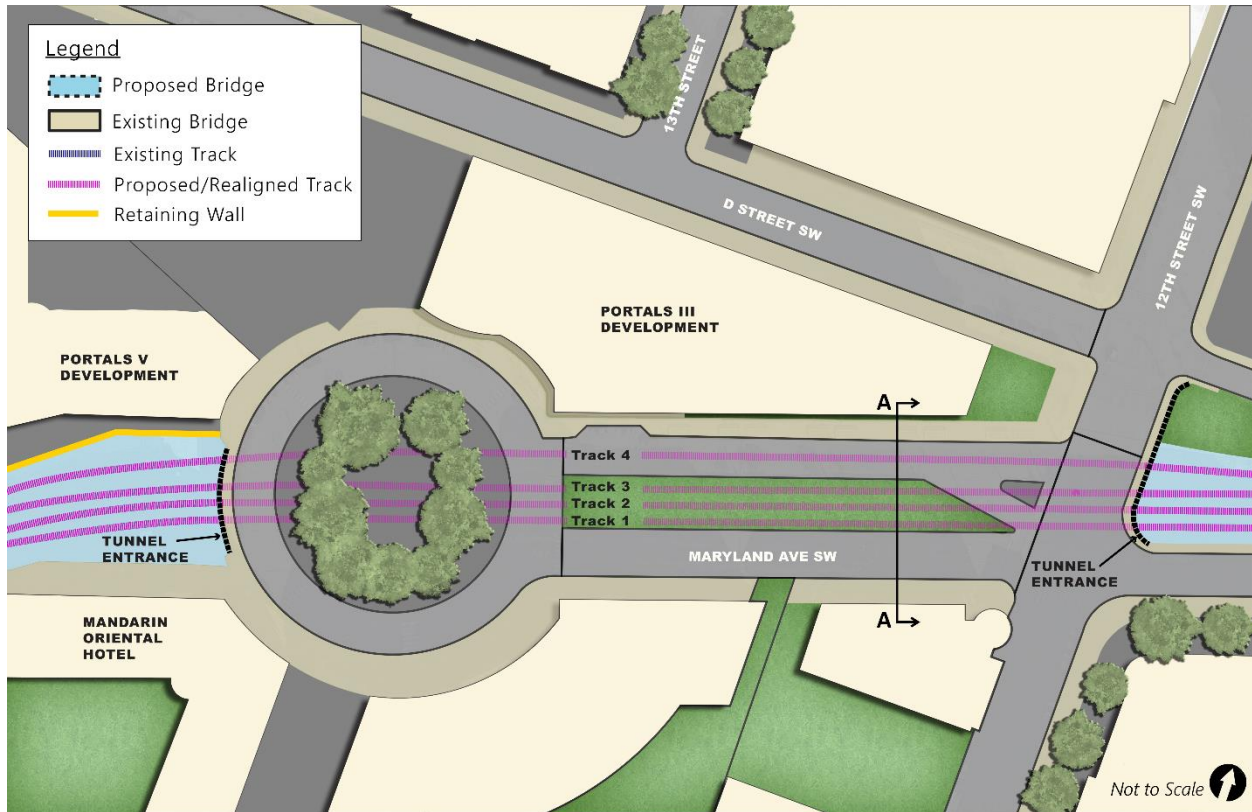 Legend
Proposed Bridge
Existing Bridge
Existing Track
Proposed/Realigned Track
Retaining Wall
13TH STREET
D STREET SW
12TH STREET SW
PORTALS III
DEVELOPMENT
PORTALS V
DEVELOPMENT
A
Track 4
Track 3
Track 2
Track 1
TUNNEL
ENTRANCE
MARYLAND AVE SW
TUNNEL
ENTRANCE
MANDARIN
ORIENTAL
HOTEL
A
Not to Scale